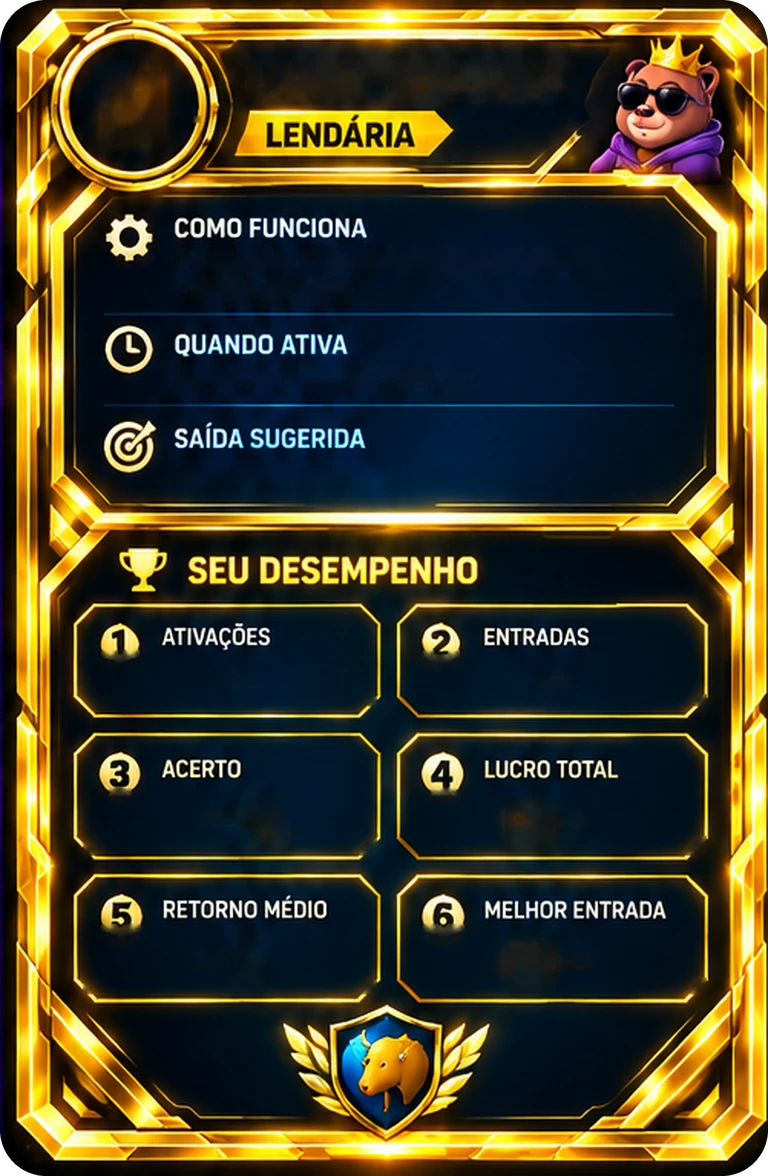 LENDÁRIA
COMO FUNCIONA
QUANDO ATIVA
SAÍDA SUGERIDA
SEU DESEMPENHO
1 ATIVAÇÕES
2 ENTRADAS
3 ACERTO
4 LUCRO TOTAL
5 RETORNO MÉDIO
6 MELHOR ENTRADA